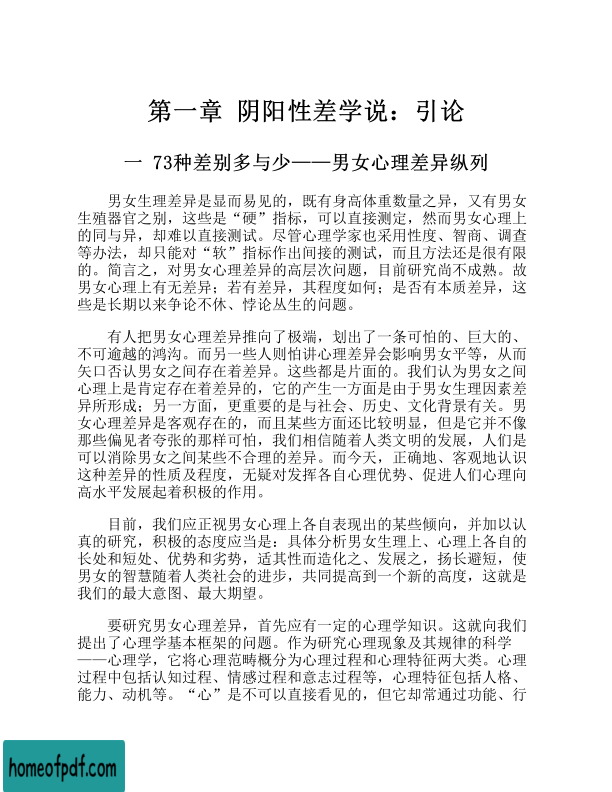 第一章 阴阳性差学说：引论
一 73种差别多与少——男女心理差异纵列
男女生理差异是显而易见的，既有身高体重数量之异，又有男女
生殖器官之别，这些是“硬”指标，可以直接测定，然而男女心理上
的同与异，却难以直接测试。尽管心理学家也采用性度、智商、调查
等办法，却只能对“软”指标作出间接的测试，而且方法还是很有限
的。简言之，对男女心理差异的高层次问题，目前研究尚不成熟。故
男女心理上有无差异；若有差异，其程度如何；是否有本质差异，这
些是长期以来争论不休、悖论丛生的问题。
有人把男女心理差异推向了极端，划出了一条可怕的、巨大的、
不可逾越的鸿沟。而另一些人则怕讲心理差异会影响男女平等，从而
矢口否认男女之间存在着差异。这些都是片面的。我们认为男女之间
心理上是肯定存在着差异的，它的产生一方面是由于男女生理因素差
异所形成；另一方面，更重要的是与社会、历史、文化背景有关。男
女心理差异是客观存在的，而且某些方面还比较明显，但是它并不像
那些偏见者夸张的那样可怕，我们相信随着人类文明的发展，人们是
可以消除男女之间某些不合理的差异。而今天，正确地、客观地认识
这种差异的性质及程度，无疑对发挥各自心理优势、促进人们心理向
高水平发展起着积极的作用。
目前，我们应正视男女心理上各自表现出的某些倾向，并加以认
真的研究，积极的态度应当是：具体分析男女生理上、心理上各自的
长处和短处、优势和劣势，适其性而造化之、发展之，扬长避短，使
男女的智慧随着人类社会的进步，共同提高到一个新的高度，这就是
我们的最大意图、最大期望。
要研究男女心理差异，首先应有一定的心理学知识。这就向我们
提出了心理学基本框架的问题。作为研究心理现象及其规律的科学
——心理学，它将心理范畴概分为心理过程和心理特征两大类。心理
过程中包括认知过程、情感过程和意志过程等，心理特征包括人格、
能力、动机等。“心”是不可以直接看见的，但它却常通过功能、行
homeofpdf.com